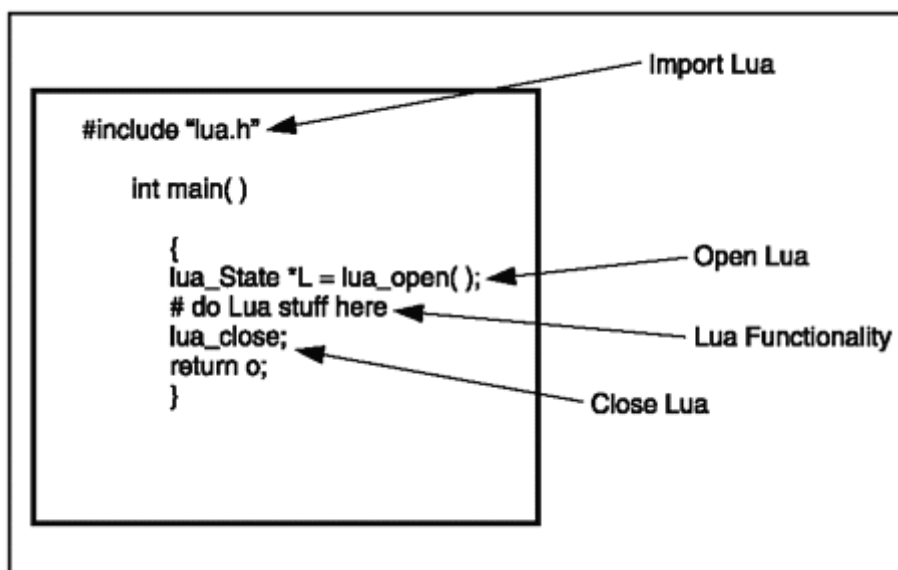 Import Lua
#include "lua.h"
int main( )
{
lua_State *L = lua_open( );
Open Lua
# do Lua stuff here
Lua Functionality
lua_close;
return o;
}
Close Lua